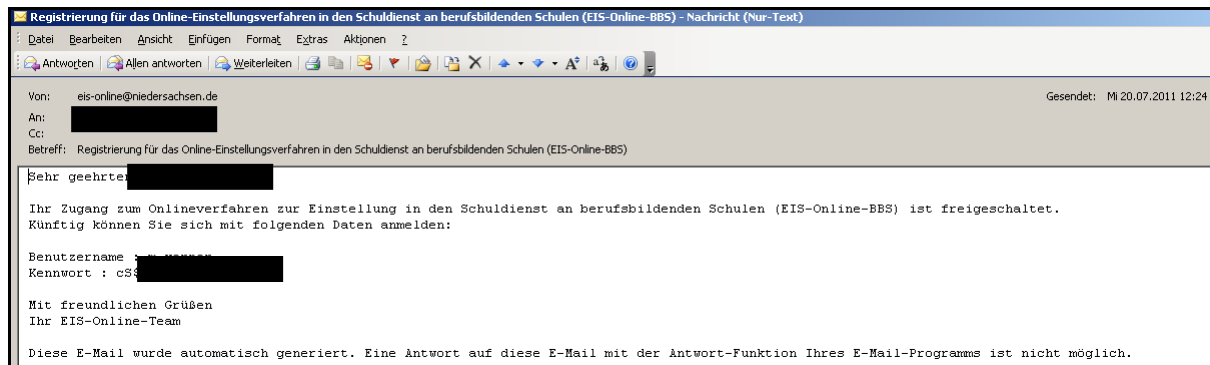 Registrierung für das Online-Einstellungsverfahren in den Schuldienst an berufsbildenden Schulen (EIS-Online-BBS) - Nachricht (Nur-Text)
Datei Bearbeiten Ansicht Einfügen Format Extras Aktionen ?
Antworten Allen antworten Weiterleiten
Von: eis-online@niedersachsen.de Gesendet: Mi 20.07.2011 12:24
An:
Cc:
Betreff: Registrierung für das Online-Einstellungsverfahren in den Schuldienst an berufsbildenden Schulen (EIS-Online-BBS)
Sehr geehrter
Ihr Zugang zum Onlineverfahren zur Einstellung in den Schuldienst an berufsbildenden Schulen (EIS-Online-BBS) ist freigeschaltet.
Künftig können Sie sich mit folgenden Daten anmelden:
Benutzername :
Kennwort : cS$
Mit freundlichen Grüßen
Ihr EIS-Online-Team
Diese E-Mail wurde automatisch generiert. Eine Antwort auf diese E-Mail mit der Antwort-Funktion Ihres E-Mail-Programms ist nicht möglich.